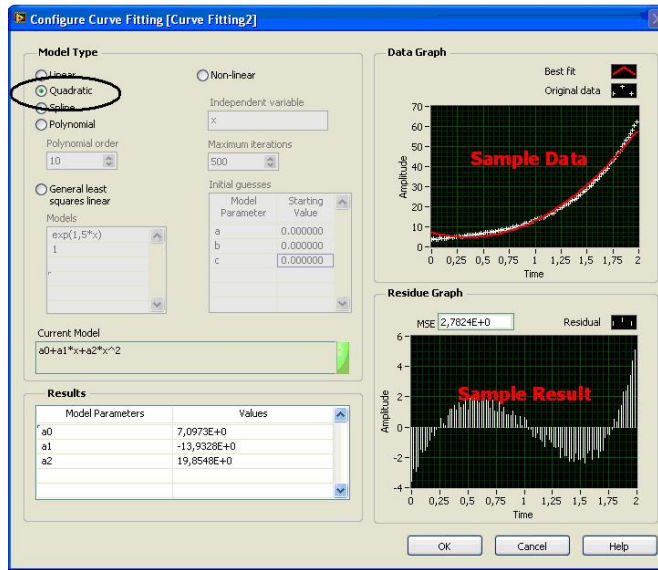 Configure Curve Fitting [Curve Fitting2]
Model Type
Linear
Quadratic
Spline
Polynomial
Polynomial order
10
General least
squares linear
Models
exp(1,5*x)
1
Non-linear
Independent variable
x
Maximum iterations
500
Initial guesses
Model Parameter Starting Value
a 0.000000
b 0.000000
c 0.000000
Current Model
a0+a1*x+a2*x^2
Results
Model Parameters Values
a0 7,0973E+0
a1 -13,9328E+0
a2 19,8548E+0
Data Graph
Best fit
Original data
70
60
50
40
30
20
10
0
Amplitude
Sample Data
0 0,25 0,5 0,75 1 1,25 1,5 1,75 2
Time
Residue Graph
MSE 2,7824E+0 Residual
6
4
2
0
-2
-4
Amplitude
Sample Result
0 0,25 0,5 0,75 1 1,25 1,5 1,75 2
Time
OK Cancel Help